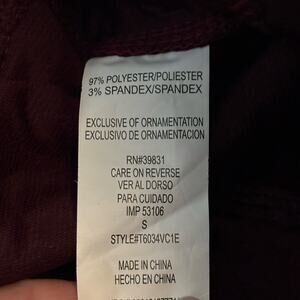 97% POLYESTER/POLIESTER
3% SPANDEX/SPANDEX
EXCLUSIVE OF ORNAMENTATION
EXCLUSIVO DE ORNAMENTACION
RN#39831
CARE ON REVERSE
VER AL DORSO
PARA CUIDADO
IMP 53106
S
STYLE#T6034VC1E
MADE IN CHINA
HECHO EN CHINA